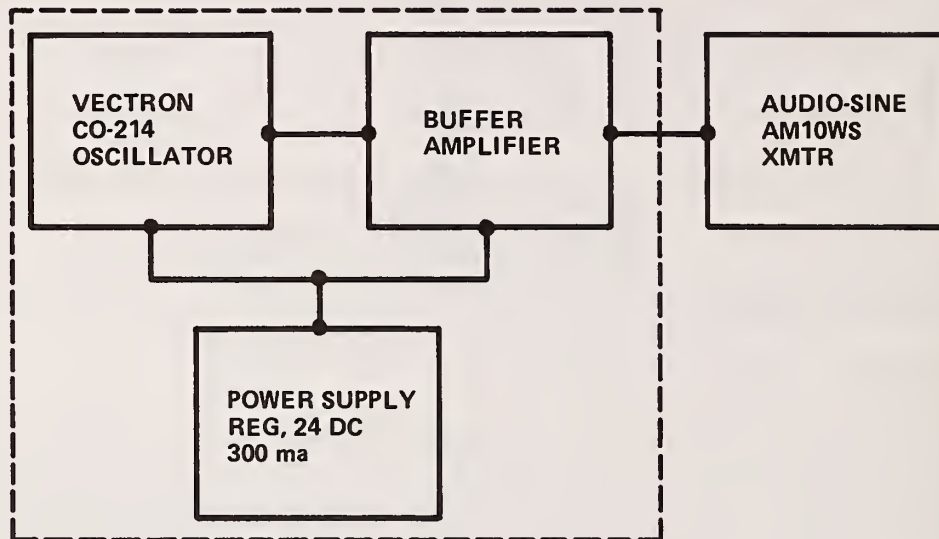 VECTRON
CO-214
OSCILLATOR
BUFFER
AMPLIFIER
AUDIO-SINE
AM10WS
XMTR
POWER SUPPLY
REG, 24 DC
300 ma